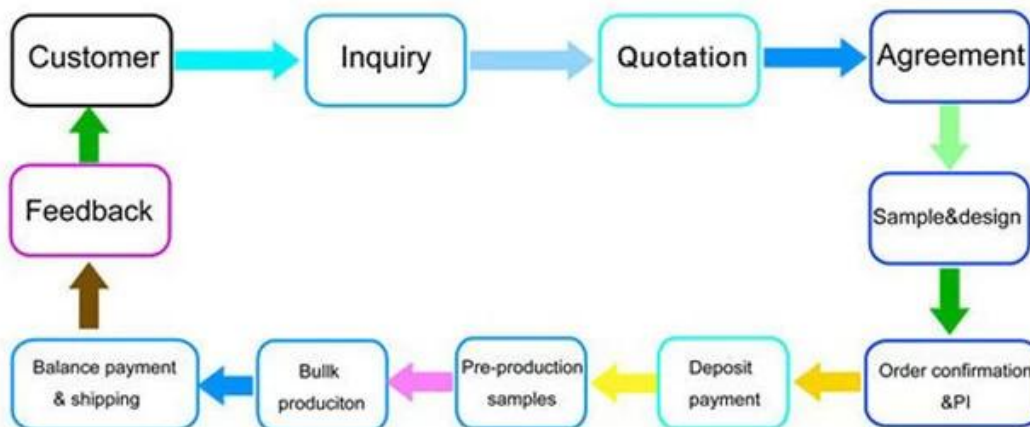 Customer
Inquiry
Quotation
Agreement
Sample&design
Order confirmation
&PI
Deposit
payment
Pre-production
samples
Bullk
produciton
Balance payment
& shipping
Feedback